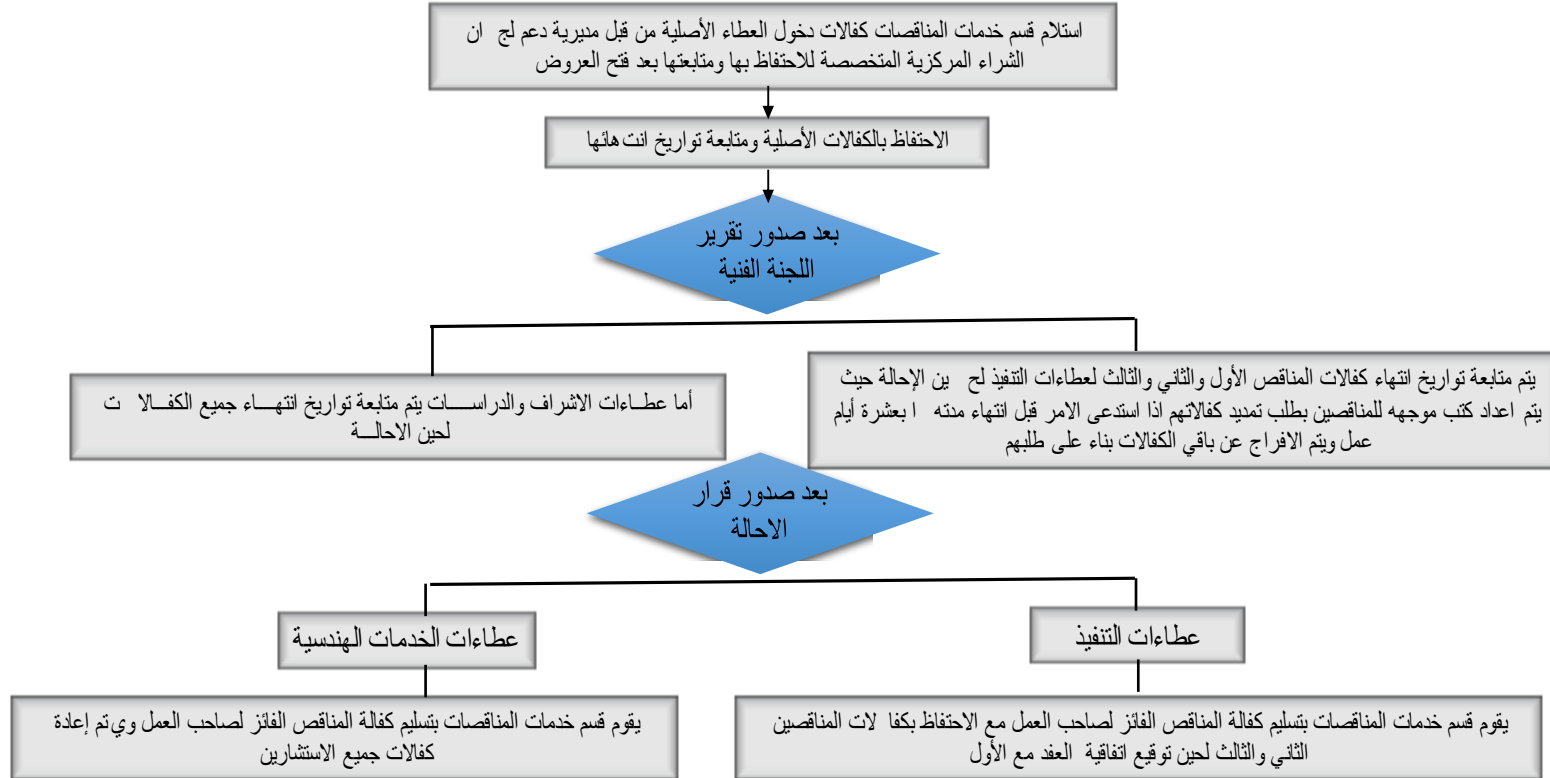 استلام قسم خدمات المناقصات كفالات دخول العطاء الأصلية من قبل مديرية دعم لج ان
الشراء المركزية المتخصصة للاحتفاظ بها ومتابعتها بعد فتح العروض
الاحتفاظ بالكفالات الأصلية ومتابعة تواريخ انت هائها
بعد صدور تقرير
اللجنة الفنية
يتم متابعة تواريخ انتهاء كفالات المناقص الأول والثاني والثالث لعطاءات التنفيذ لح ين الإحالة حيث
يتم اعداد كتب موجهه للمناقصين بطلب تمديد كفالاتهم اذا استدعى الامر قبل انتهاء مدته ا بعشرة أيام
عمل ويتم الافراج عن باقي الكفالات بناء على طلبهم
أما عطــاءات الاشراف والدراســــات يتم متابعة تواريخ انتهـــاء جميع الكفـــالا ت
لحين الاحالـــة
بعد صدور قرار
الاحالة
عطاءات التنفيذ
عطاءات الخدمات الهندسية
يقوم قسم خدمات المناقصات بتسليم كفالة المناقص الفائز لصاحب العمل مع الاحتفاظ بكفا لات المناقصين
الثاني والثالث لحين توقيع اتفاقية العقد مع الأول
يقوم قسم خدمات المناقصات بتسليم كفالة المناقص الفائز لصاحب العمل وي تم إعادة
كفالات جميع الاستشارين